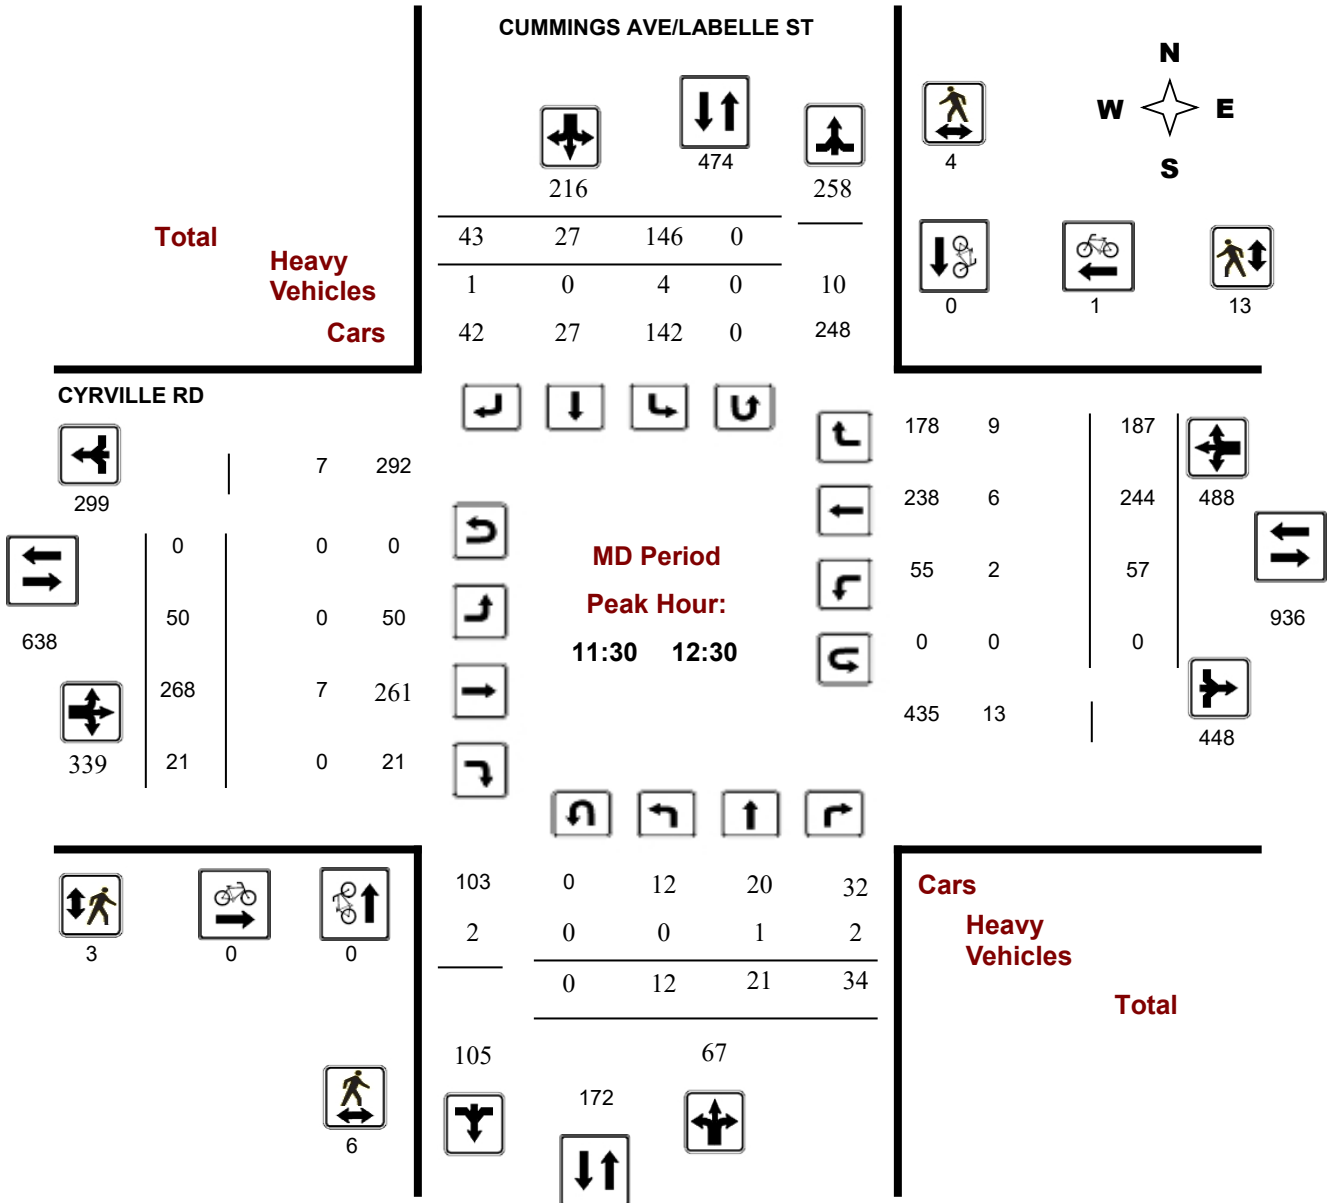 CUMMINGS AVE/LABELLE ST
N
W E
S
474
4
216 258
Total
43 27 146 0
Heavy
Vehicles
1 0 4 0 10
0 1 13
Cars
42 27 142 0 248
CYRVILLE RD
178 9 187
7 292
299
238 6 244 488
0 0 0
MD Period
55 2 57
Peak Hour:
50 0 50
936
638
11:30 12:30
0 0 0
268 7 261
435 13
448
339 21 0 21
103 0 12 20 32
Cars
2 0 0 1 2
Heavy
Vehicles
3 0 0
0 12 21 34
Total
105 67
172
6